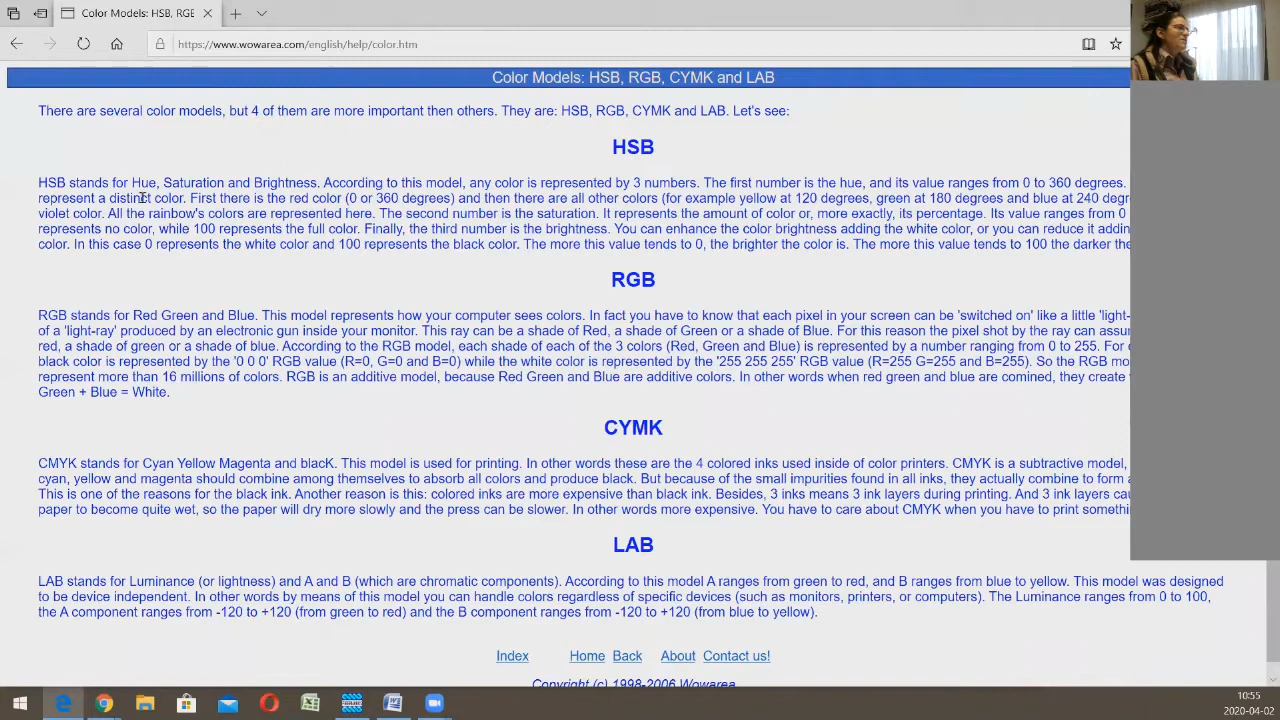 Color Models: HSB, RGB
https://www.wowarea.com/english/help/color.htm
Color Models: HSB, RGB, CYMK and LAB
There are several color models, but 4 of them are more important then others. They are: HSB, RGB, CYMK and LAB. Let's see:
HSB
HSB stands for Hue, Saturation and Brightness. According to this model, any color is represented by 3 numbers. The first number is the hue, and its value ranges from 0 to 360 degrees.
represent a distinct color. First there is the red color (0 or 360 degrees) and then there are all other colors (for example yellow at 120 degrees, green at 180 degrees and blue at 240
violet color. All the rainbow's colors are represented here. The second number is the saturation. It represents the amount of color or, more exactly, its percentage. Its value ranges from 0
represents no color, while 100 represents the full color. Finally, the third number is the brightness. You can enhance the color brightness adding the white color, or you can reduce it
color. In this case 0 represents the white color and 100 represents the black color. The more this value tends to 0, the brighter the color is. The more this value tends to 100 the darker
RGB
RGB stands for Red Green and Blue. This model represents how your computer sees colors. In fact you have to know that each pixel in your screen can be 'switched on' like a little 'light-
of a 'light-ray' produced by an electronic gun inside your monitor. This ray can be a shade of Red, a shade of Green or a shade of Blue. For this reason the pixel shot by the ray can
red, a shade of green or a shade of blue. According to the RGB model, each shade of each of the 3 colors (Red, Green and Blue) is represented by a number ranging from 0 to 255. For
black color is represented by the '0 0 0' RGB value (R=0, G=0 and B=0) while the white color is represented by the '255 255 255' RGB value (R=255 G=255 and B=255). So the RGB
represent more than 16 millions of colors. RGB is an additive model, because Red Green and Blue are additive colors. In other words when red green and blue are comined, they create
Green + Blue = White.
CYMK
CMYK stands for Cyan Yellow Magenta and blacK. This model is used for printing. In other words these are the 4 colored inks used inside of color printers. CMYK is a subtractive model,
cyan, yellow and magenta should combine among themselves to absorb all colors and produce black. But because of the small impurities found in all inks, they actually combine to form
This is one of the reasons for the black ink. Another reason is this: colored inks are more expensive than black ink. Besides, 3 inks means 3 ink layers during printing. And 3 ink layers
paper to become quite wet, so the paper will dry more slowly and the press can be slower. In other words more expensive. You have to care about CMYK when you have to print
LAB
LAB stands for Luminance (or lightness) and A and B (which are chromatic components). According to this model A ranges from green to red, and B ranges from blue to yellow. This model was designed
to be device independent. In other words by means of this model you can handle colors regardless of specific devices (such as monitors, printers, or computers). The Luminance ranges from 0 to 100,
the A component ranges from -120 to +120 (from green to red) and the B component ranges from -120 to +120 (from blue to yellow).
Index Home Back About Contact us!
Copyright (c) 1998-2006 Wowarea
10:55
2020-04-02